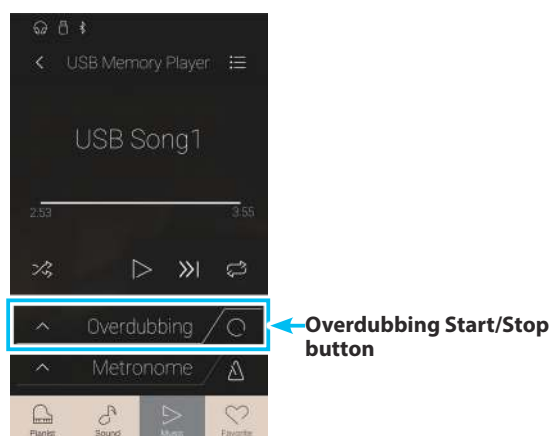 USB Memory Player
USB Song1
2:53 3:55
Overdubbing
Metronome
Overdubbing Start/Stop
button
Pianist Sound Music Favorite